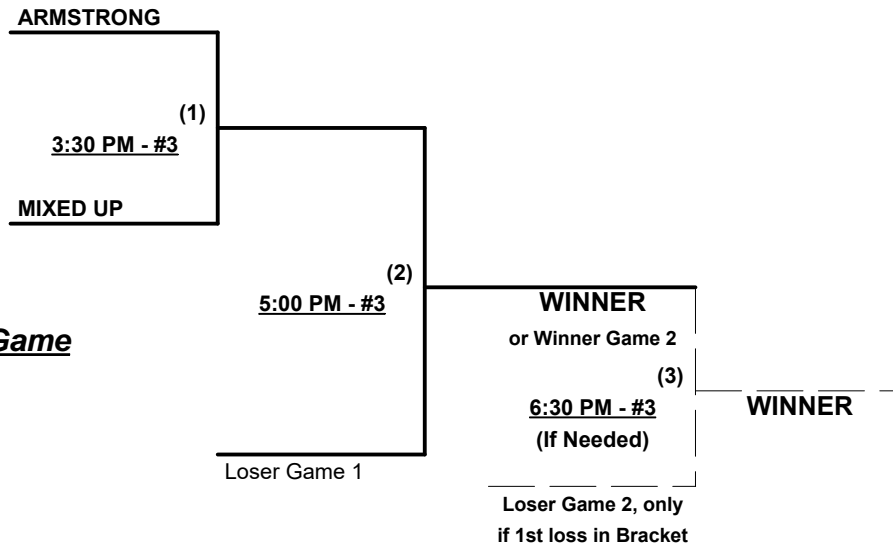 ARMSTRONG
(1)
3:30 PM - #3
MIXED UP
(2)
5:00 PM - #3
WINNER
or Winner Game 2
Game
(3)
6:30 PM - #3
WINNER
(If Needed)
Loser Game 1
Loser Game 2, only
if 1st loss in Bracket